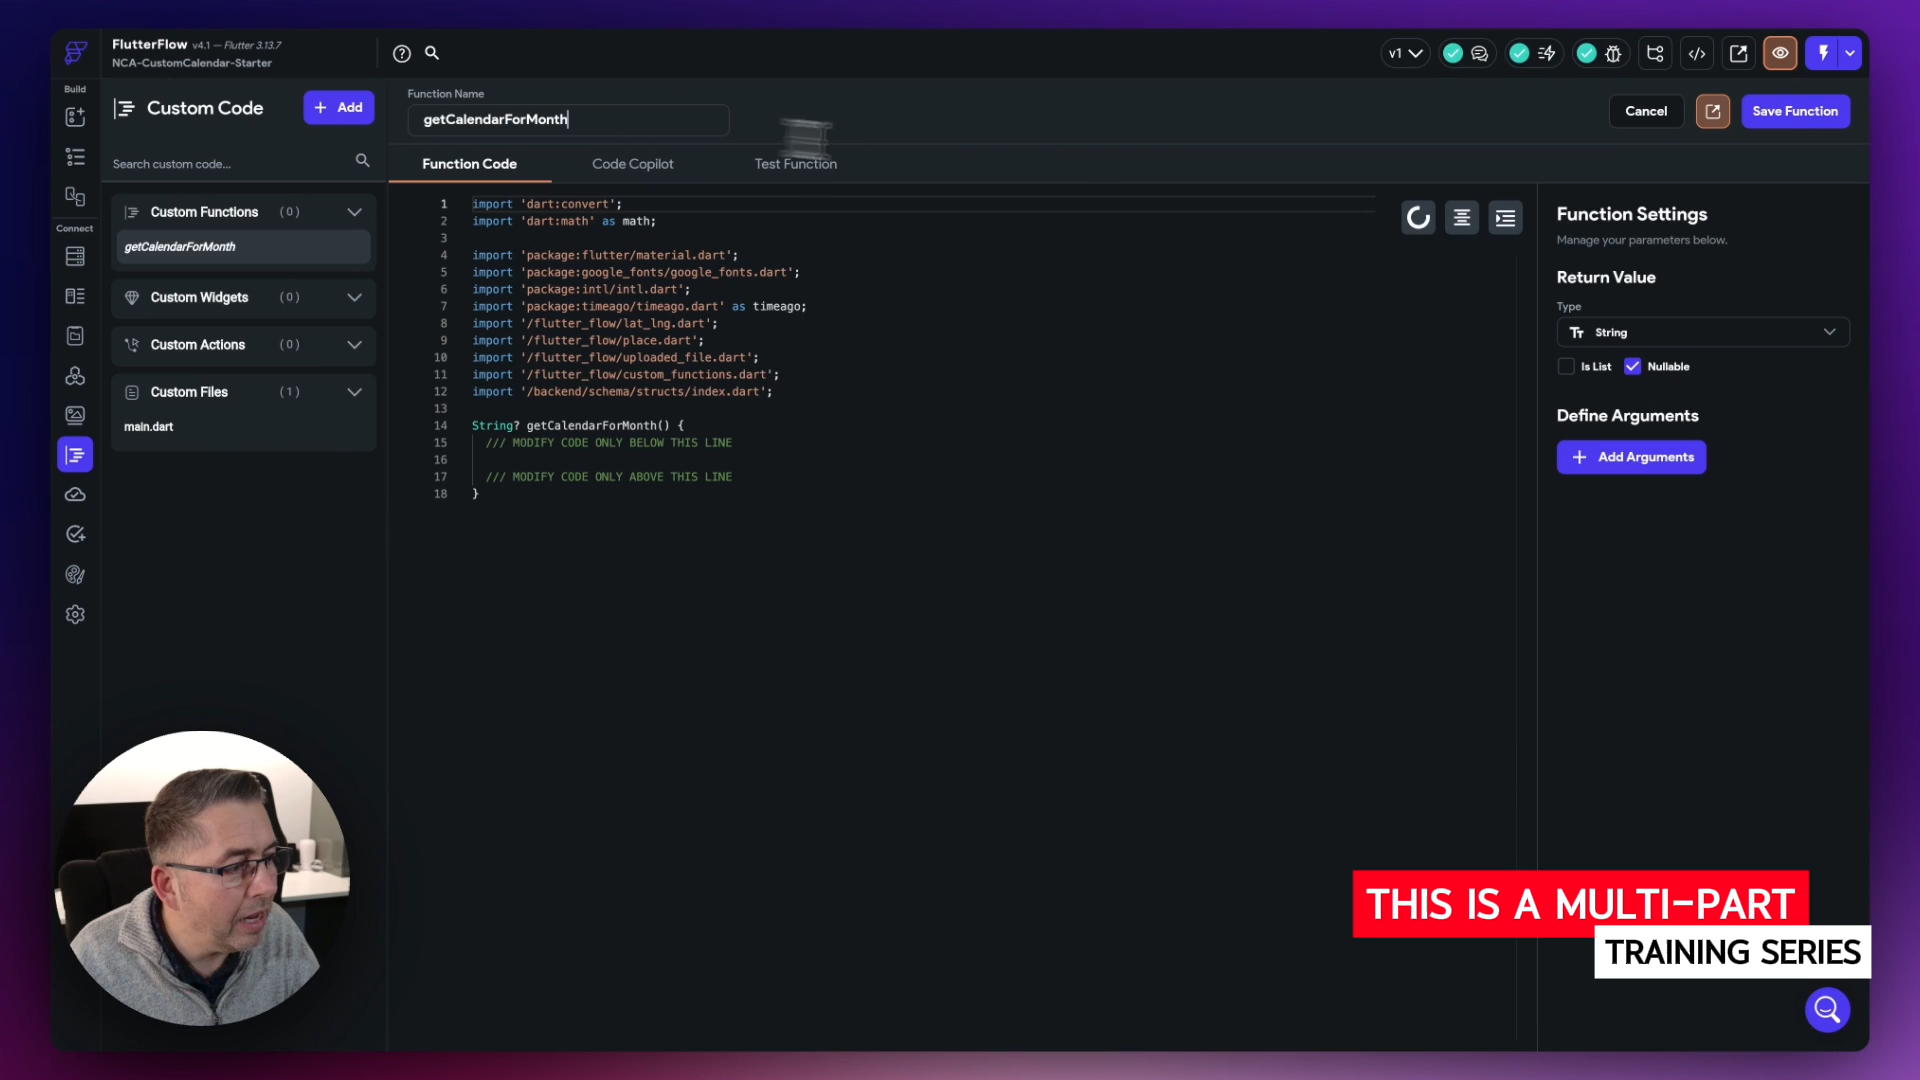 FlutterFlow v4.1 — Flutter 3.13.7
NCA-CustomCalendar-Starter
v1
Build
Connect
Custom Code
+ Add
Search custom code...
Custom Functions (0)
getCalendarForMonth
Custom Widgets (0)
Custom Actions (0)
Custom Files (1)
main.dart
Function Name
getCalendarForMonth
Cancel
Save Function
Function Code
Code Copilot
Test Function
1 import 'dart:convert';
2 import 'dart:math' as math;
3
4 import 'package:flutter/material.dart';
5 import 'package:google_fonts/google_fonts.dart';
6 import 'package:intl/intl.dart';
7 import 'package:timeago/timeago.dart' as timeago;
8 import '/flutter_flow/lat_lng.dart';
9 import '/flutter_flow/place.dart';
10 import '/flutter_flow/uploaded_file.dart';
11 import '/flutter_flow/custom_functions.dart';
12 import '/backend/schema/structs/index.dart';
13
14 String? getCalendarForMonth() {
15 /// MODIFY CODE ONLY BELOW THIS LINE
16
17 /// MODIFY CODE ONLY ABOVE THIS LINE
18 }
Function Settings
Manage your parameters below.
Return Value
Type
Tт String
Is List
Nullable
Define Arguments
+ Add Arguments
THIS IS A MULTI-PART
TRAINING SERIES